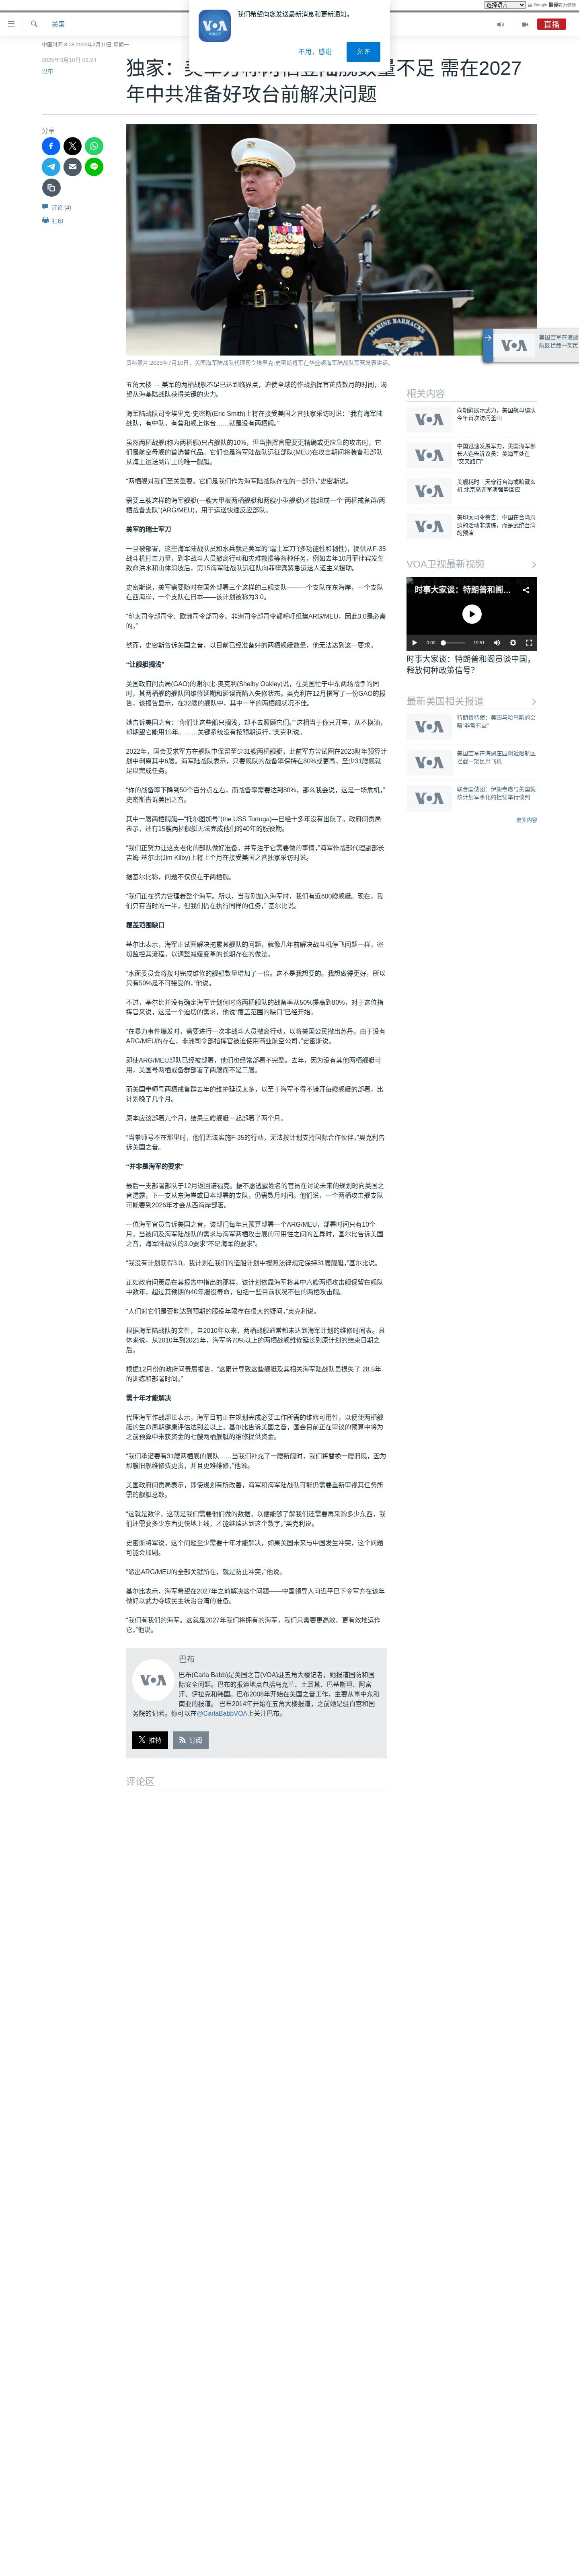 选择语言 由 Google 翻译强力驱动
我们希望向您发送最新消息和更新通知。
不用，感谢 允许
美国
直播
中国时间 8:58 2025年3月10日 星期一
2025年3月10日 03:24
巴布
数量不足 需在2027
年中共准备好攻台前解决问题
分享
评论 (4)
打印
资料照片:2023年7月10日，美国海军陆战队代理司令埃里克·史密斯将军在华盛顿海军陆战队军营发表讲话。
五角大楼 — 美军的两栖战舰不足已达到临界点，迫使全球的作战指挥官花费数月的时间，渴
望从海基陆战队获得关键的火力。
海军陆战队司令埃里克·史密斯(Eric Smith)上将在接受美国之音独家采访时说：“我有海军陆
战队，有中队，有营和舰上炮台……就是没有两栖舰。”
虽然两栖战舰(称为两栖舰)只占舰队的10%，但当指挥官需要更精确或更应急的攻击时，它
们是航空母舰的首选替代品。它们也是海军陆战队远征部队(MEU)在攻击期间将装备和部队
从海上运送到岸上的唯一舰艇。
“两栖舰对我们至关重要。它们是我们作为海军陆战队存在的一部分，”史密斯说。
需要三艘这样的海军舰艇(一艘大甲板两栖舰艇和两艘小型舰艇)才能组成一个“两栖戒备群/两
栖战备支队”(ARG/MEU)，用于运送快速反应部队。
美军的瑞士军刀
一旦被部署，这些海军陆战队员和水兵就是美军的“瑞士军刀”(多功能性和韧性)，提供从F-35
战斗机打击力量，到非战斗人员撤离行动和灾难救援等各种任务，例如去年10月菲律宾发生
致命洪水和山体滑坡后，第15海军陆战队远征队向菲律宾紧急运送人道主义援助。
史密斯说，美军需要随时在国外部署三个这样的三舰支队——一个支队在东海岸，一个支队
在西海岸，一个支队在日本——该计划被称为3.0。
“印太司令部司令、欧洲司令部司令、非洲司令部司令都呼吁组建ARG/MEU，因此3.0是必需
的。”
然而，史密斯告诉美国之音，以目前已经准备好的两栖舰艇数量，他无法达到这一要求。
“让舰艇搁浅”
美国政府问责局(GAO)的谢尔比·奥克利(Shelby Oakley)说，在美国忙于中东两场战争的同
时，其两栖舰的舰队因维修延期和延误而陷入失修状态。奥克利在12月撰写了一份GAO的报
告，该报告显示，在32艘的舰队中，其中一半的两栖舰状况不佳。
她告诉美国之音：“你们让这些船只搁浅，却不去照顾它们。”“这相当于你只开车，从不换油，
却期望它能用15年。……关键系统没有按预期运行，”奥克利说。
2022年，国会要求军方在舰队中保留至少31艘两栖舰艇，此前军方曾试图在2023财年预算计
划中剥离其中6艘。海军陆战队表示，只要舰队的战备率保持在80%或更高，至少31艘舰就
足以完成任务。
“你的战备率下降到50个百分点左右，而战备率需要达到80%，那么我会说，这是一场危机，”
史密斯告诉美国之音。
其中一艘两栖舰艇—“托尔图加号”(the USS Tortuga)—已经十多年没有出航了。政府问责局
表示，还有15艘两栖舰艇无法完成他们的40年的服役期。
“我们正努力让这支老化的部队做好准备，并专注于它需要做的事情，”海军作战部代理副部长
吉姆·基尔比(Jim Kilby)上将上个月在接受美国之音独家采访时说。
据基尔比称，问题不仅仅在于两栖舰。
“我们正在努力管理着整个海军。所以，当我刚加入海军时，我们有近600艘舰艇。现在，我
们只有当时的一半，但我们仍在执行同样的任务，” 基尔比说。
覆盖范围缺口
基尔比表示，海军正试图解决拖累其舰队的问题，就像几年前解决战斗机停飞问题一样，密
切监控其流程，以调整减缓变革的长期存在的做法。
“水面委员会将按时完成维修的舰船数量增加了一倍。这不是我想要的。我想做得更好，所以
只有50%是不可接受的，”他说。
不过，基尔比并没有确定海军计划何时将两栖舰队的战备率从50%提高到80%，对于这位指
挥官来说，这是一个迫切的需求，他说“覆盖范围的缺口”已经开始。
“在暴力事件爆发时，需要进行一次非战斗人员撤离行动，以将美国公民撤出苏丹。由于没有
ARG/MEU的存在，非洲司令部指挥官被迫使用商业航空公司，”史密斯说。
即使ARG/MEU部队已经被部署，他们也经常部署不完整。去年，因为没有其他两栖舰艇可
用，美国号两栖戒备群部署了两艘而不是三艘。
而美国拳师号两栖戒备群去年的维护延误太多，以至于海军不得不错开每艘舰艇的部署，比
计划晚了几个月。
原本应该部署九个月，结果三艘舰艇一起部署了两个月。
“当拳师号不在那里时，他们无法实施F-35的行动，无法按计划支持国际合作伙伴，”奥克利告
诉美国之音。
“并非是海军的要求”
最后一支部署部队于12月返回诺福克。据不愿透露姓名的官员在讨论未来的规划时向美国之
音透露，下一支从东海岸或日本部署的支队，仍需数月时间。他们说，一个两栖攻击舰支队
可能要到2026年才会从西海岸部署。
一位海军官员告诉美国之音，该部门每年只预算部署一个ARG/MEU，部署时间只有10个
月。当被问及海军陆战队的需求与海军两栖攻击舰的可用性之间的差异时，基尔比告诉美国
之音，海军陆战队的3.0要求“不是海军的要求”。
“我没有计划获得3.0。我计划在我们的造船计划中按照法律规定保持31艘舰艇，”基尔比说。
正如政府问责局在其报告中指出的那样，该计划依靠海军将其中六艘两栖攻击舰保留在舰队
中数年，超过其预期的40年服役寿命，包括一些目前状况不佳的两栖攻击舰。
“人们对它们是否能达到预期的服役年限存在很大的疑问，”奥克利说。
根据海军陆战队的文件，自2010年以来，两栖战舰通常都未达到海军计划的维修时间表。具
体来说，从2010年到2021年，海军将70%以上的两栖战舰维修延长到原计划的结束日期之
后。
根据12月份的政府问责局报告，“这累计导致这些舰艇及其相关海军陆战队员损失了 28.5年
的训练和部署时间。”
需十年才能解决
代理海军作战部长表示，海军目前正在规划完成必要工作所需的维修可用性，以便使两栖舰
艇的生命周期健康评估达到差以上。基尔比告诉美国之音，国会目前正在审议的预算中将为
之前预算中未获资金的七艘两栖舰艇的维修提供资金。
“我们承诺要有31艘两栖舰的舰队……当我们补充了一艘新舰时，我们将替换一艘旧舰，因为
那艘旧舰维修费更贵，并且更难维修，”他说。
美国政府问责局表示，即使规划有所改善，海军和海军陆战队可能仍需要重新审视其任务所
需的舰艇总数。
“这就是数学，这就是我们需要他们做的数据，以便能够了解我们还需要再采购多少东西，我
们还需要多少东西更快地上线，才能继续达到这个数字，”奥克利说。
史密斯将军说，这个问题至少需要十年才能解决，如果美国未来与中国发生冲突，这个问题
可能会加剧。
“派出ARG/MEU的全部关键所在，就是防止冲突，”他说。
基尔比表示，海军希望在2027年之前解决这个问题——中国领导人习近平已下令军方在该年
做好以武力夺取民主统治台湾的准备。
“我们有我们的海军。这就是2027年我们将拥有的海军，我们只需要更高效、更有效地运作
它，”他说。
巴布
巴布(Carla Babb)是美国之音(VOA)驻五角大楼记者，她报道国防和国
际安全问题。巴布的报道地点包括乌克兰、土耳其、巴基斯坦、阿富
汗、伊拉克和韩国。巴布2008年开始在美国之音工作，主要从事中东和
南亚的报道。 巴布2014年开始在五角大楼报道，之前她是驻白宫和国
务院的记者。你可以在@CarlaBabbVOA上关注巴布。
推特 订阅
评论区
相关内容
向朝鲜展示武力，美国航母编队
今年首次访问釜山
中国迅速发展军力，美国海军部
长人选告诉议员：美海军处在
“交叉路口”
美舰耗时三天穿行台海或暗藏玄
机 北京高调军演强势回应
美印太司令警告：中国在台湾周
边的活动非演练，而是武统台湾
的预演
VOA卫视最新视频
时事大家谈：特朗普和阁...
0:00 19:51
时事大家谈：特朗普和阁员谈中国，
释放何种政策信号？
最新美国相关报道
特朗普特使：美国与哈马斯的会
晤“非常有益”
美国空军在海湖庄园附近限航区
拦截一架民用飞机
联合国使团：伊朗考虑与美国就
核计划军事化的担忧举行谈判
更多内容
美国空军在海湖
航区拦截一架民
MARINE BARRACKS
VOA